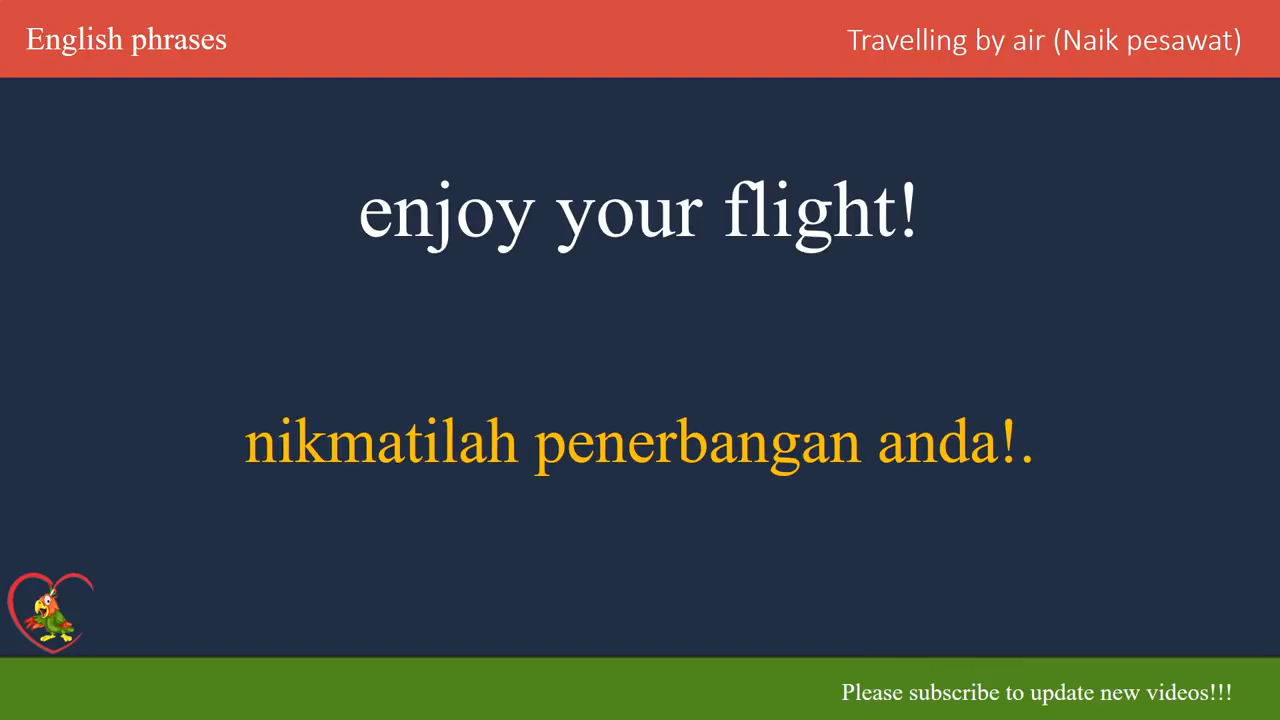 English phrases
Travelling by air (Naik pesawat)
enjoy your flight!
nikmatilah penerbangan anda!.
Please subscribe to update new videos!!!